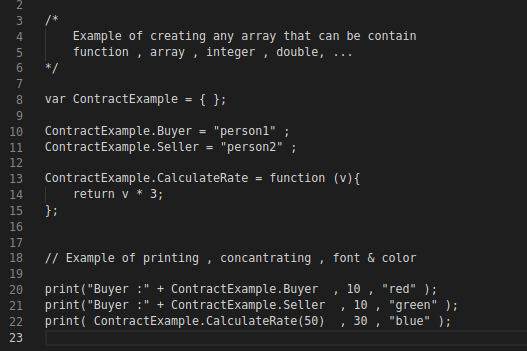 2
3 /*
4 Example of creating any array that can be contain
5 function , array , integer , double, ...
6 */
7
8 var ContractExample = { };
9
10 ContractExample.Buyer = "person1" ;
11 ContractExample.Seller = "person2" ;
12
13 ContractExample.CalculateRate = function (v){
14 return v * 3;
15 };
16
17
18 // Example of printing , concantrating , font & color
19
20 print("Buyer :" + ContractExample.Buyer , 10 , "red" );
21 print("Buyer :" + ContractExample.Seller , 10 , "green" );
22 print( ContractExample.CalculateRate(50) , 30 , "blue" );
23